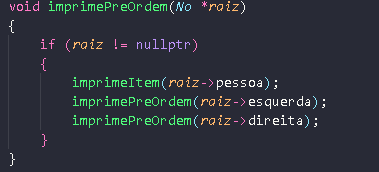 void imprimePreOrdem(No *raiz)
{
    if (raiz != nullptr)
    {
        imprimeItem(raiz->pessoa);
        imprimePreOrdem(raiz->esquerda);
        imprimePreOrdem(raiz->direita);
    }
}